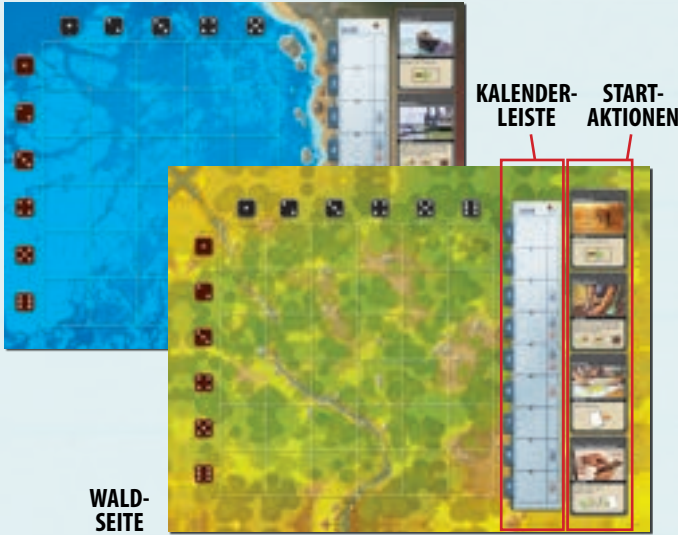 KALENDER-
LEISTE
START-
AKTIONEN
WALD-
SEITE